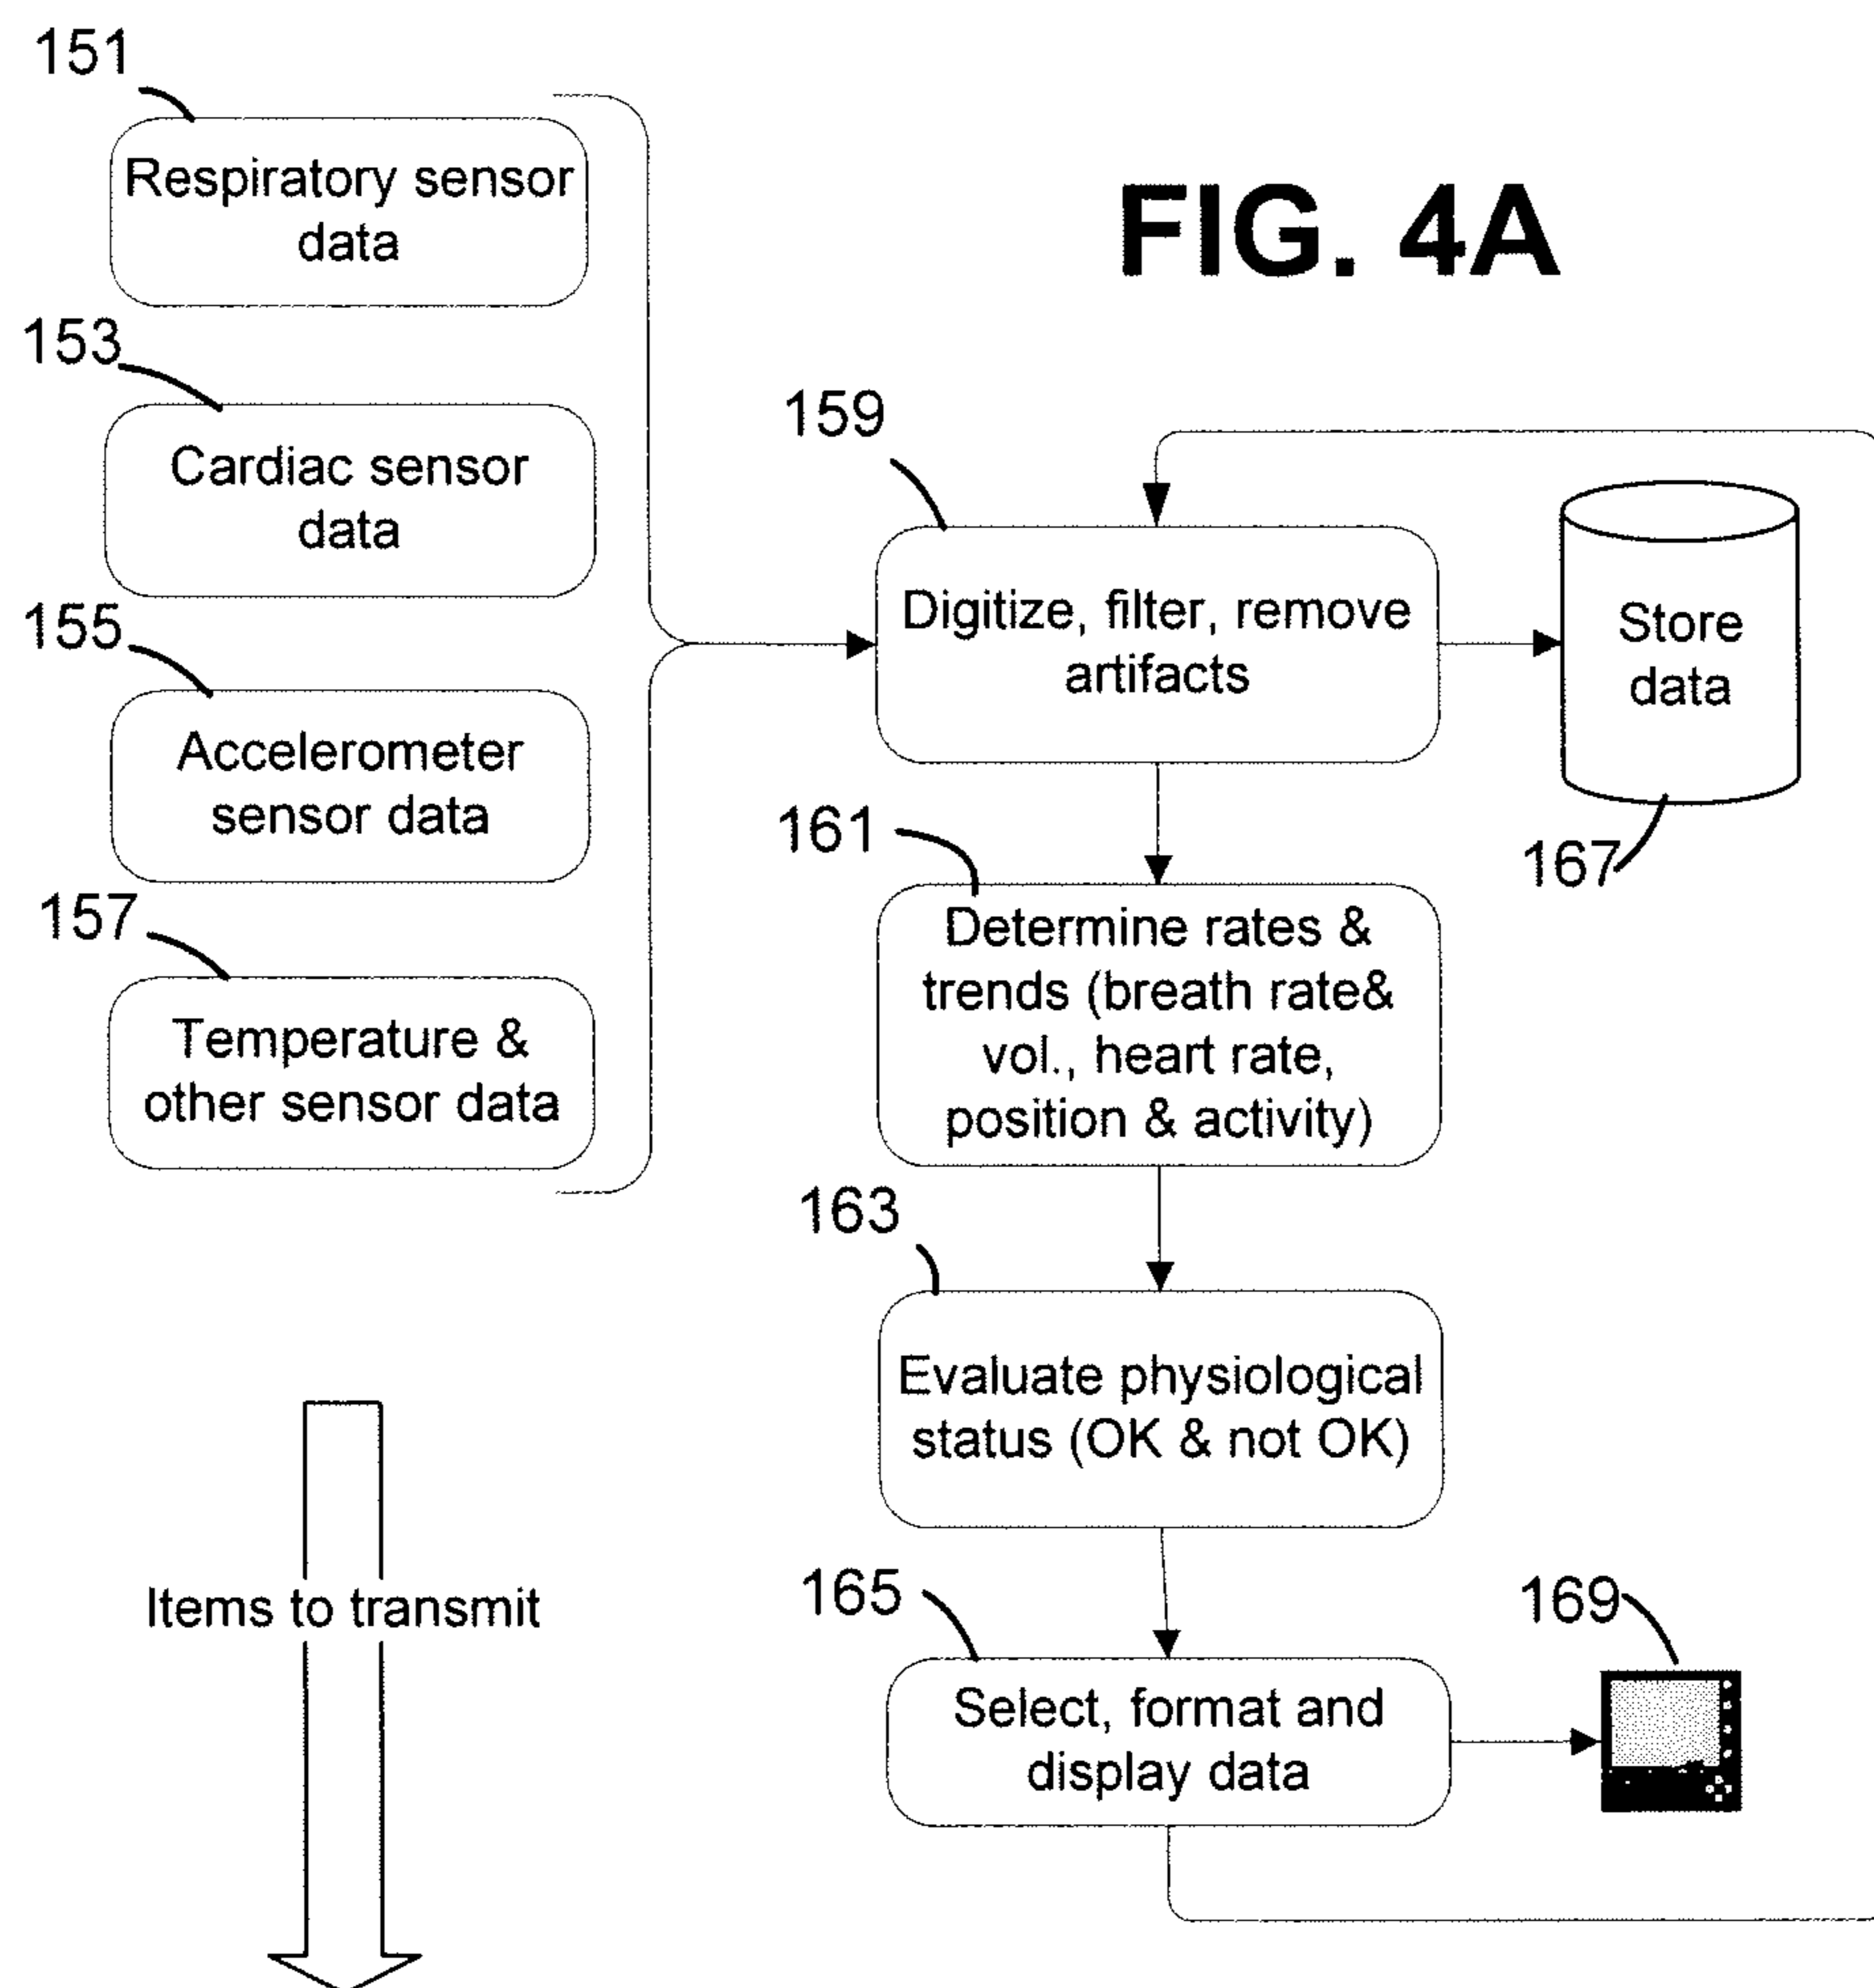 151
Respiratory sensor
data
FIG. 4A
153
Cardiac sensor
data
155
Accelerometer
sensor data
157
Temperature &
other sensor data
159
Digitize, filter, remove
artifacts
Store
data
167
161
Determine rates &
trends (breath rate&
vol., heart rate,
position & activity)
163
Evaluate physiological
status (OK & not OK)
165
Select, format and
display data
169
Items to transmit